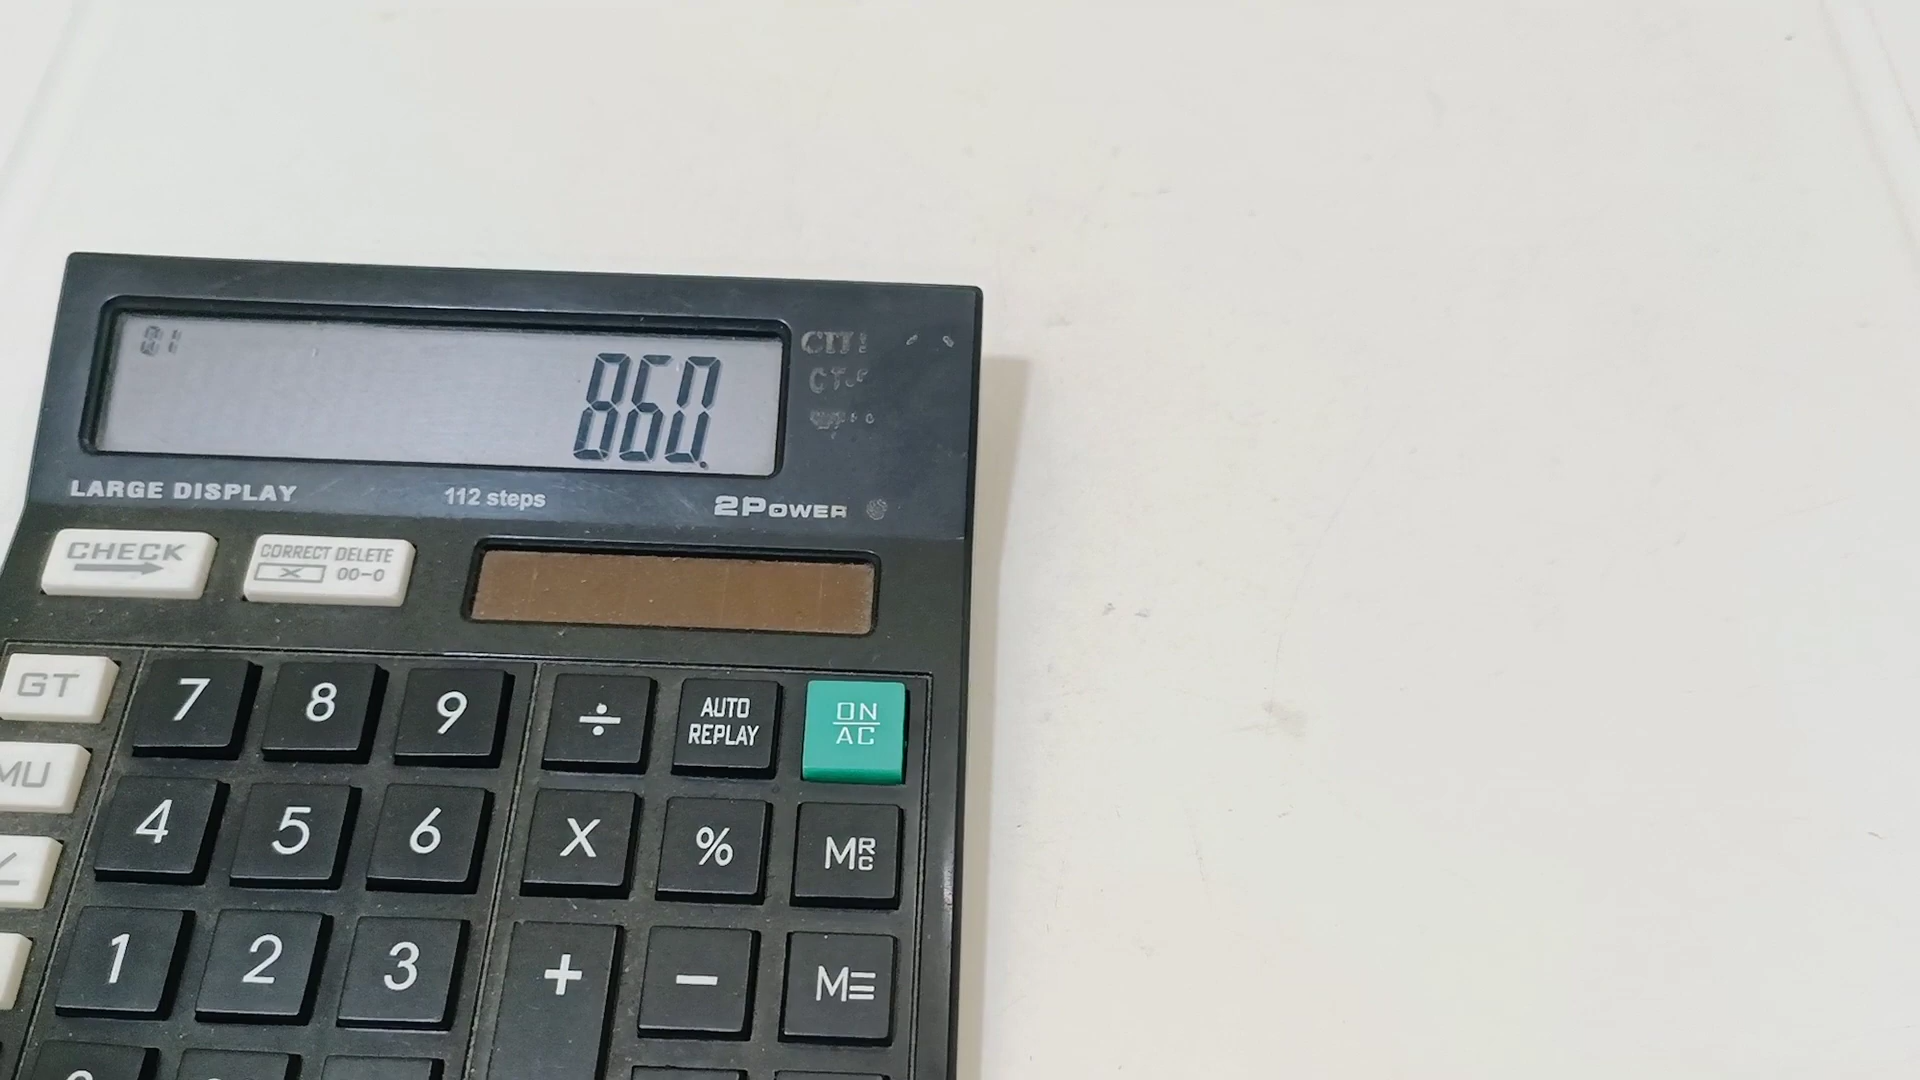 01
860.
LARGE DISPLAY 112 steps 2POWER
CHECK CORRECT DELETE
00-0
GT 7 8 9 ÷ AUTO REPLAY ON AC
MU 4 5 6 X % MRC
1 2 3 + − M=